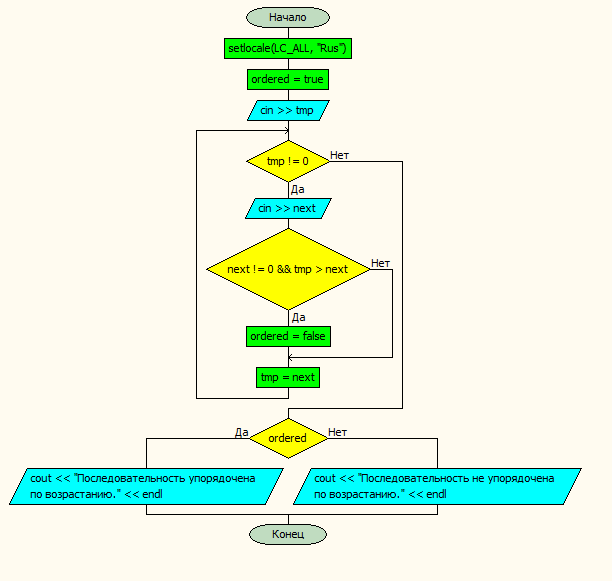 Начало
setlocale(LC_ALL, "Rus")
ordered = true
cin >> tmp
tmp != 0
Нет
Да
cin >> next
next != 0 && tmp > next
Нет
Да
ordered = false
tmp = next
ordered
Да
Нет
cout << "Последовательность упорядочена
по возрастанию." << endl
cout << "Последовательность не упорядочена
по возрастанию." << endl
Конец